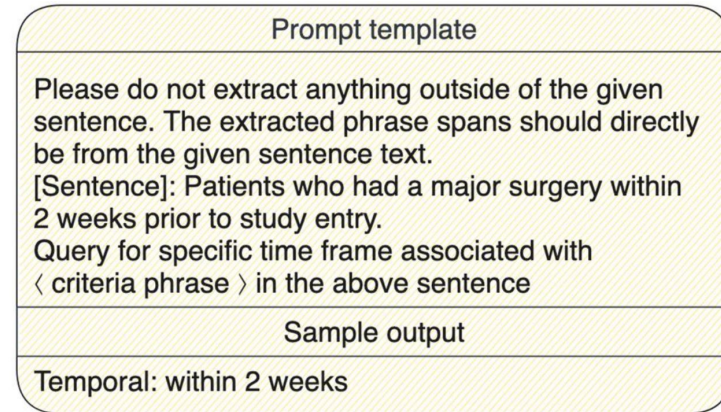 Prompt template
Please do not extract anything outside of the given
sentence. The extracted phrase spans should directly
be from the given sentence text.
[Sentence]: Patients who had a major surgery within
2 weeks prior to study entry.
Query for specific time frame associated with
⟨ criteria phrase ⟩ in the above sentence
Sample output
Temporal: within 2 weeks